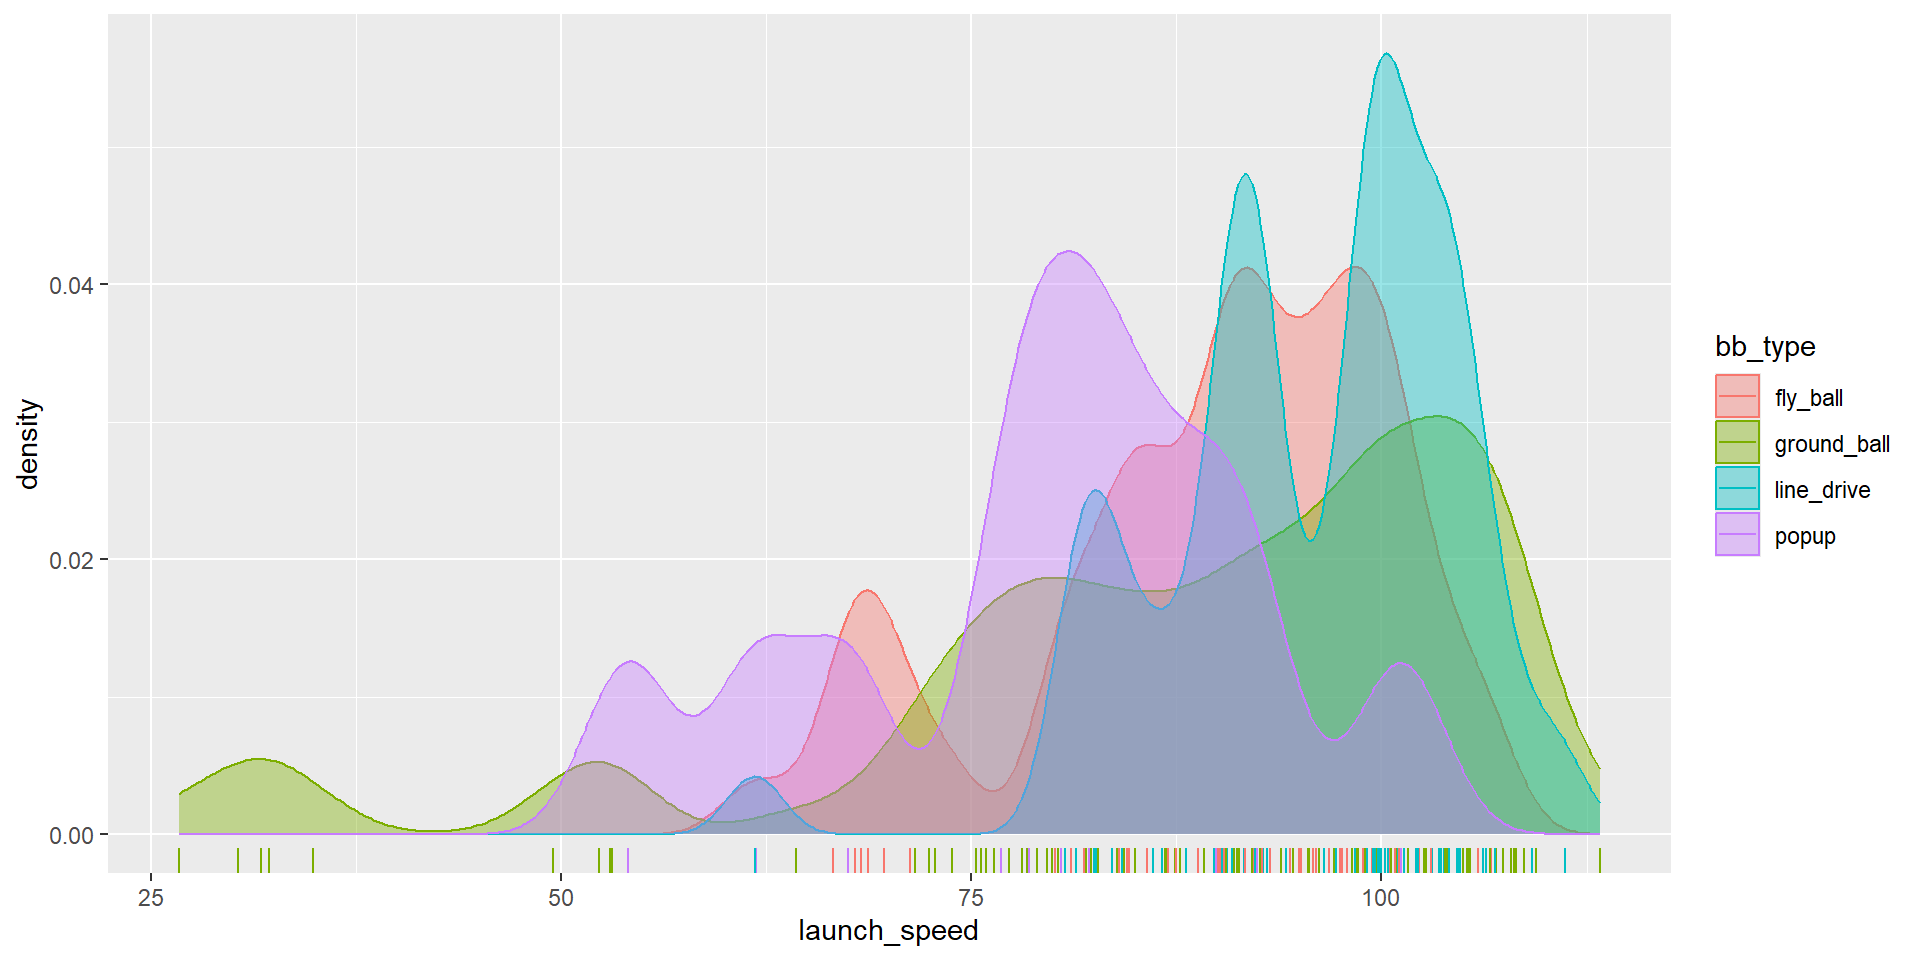 density
0.04
0.02
0.00
25 50 75 100
launch_speed
bb_type
fly_ball
ground_ball
line_drive
popup